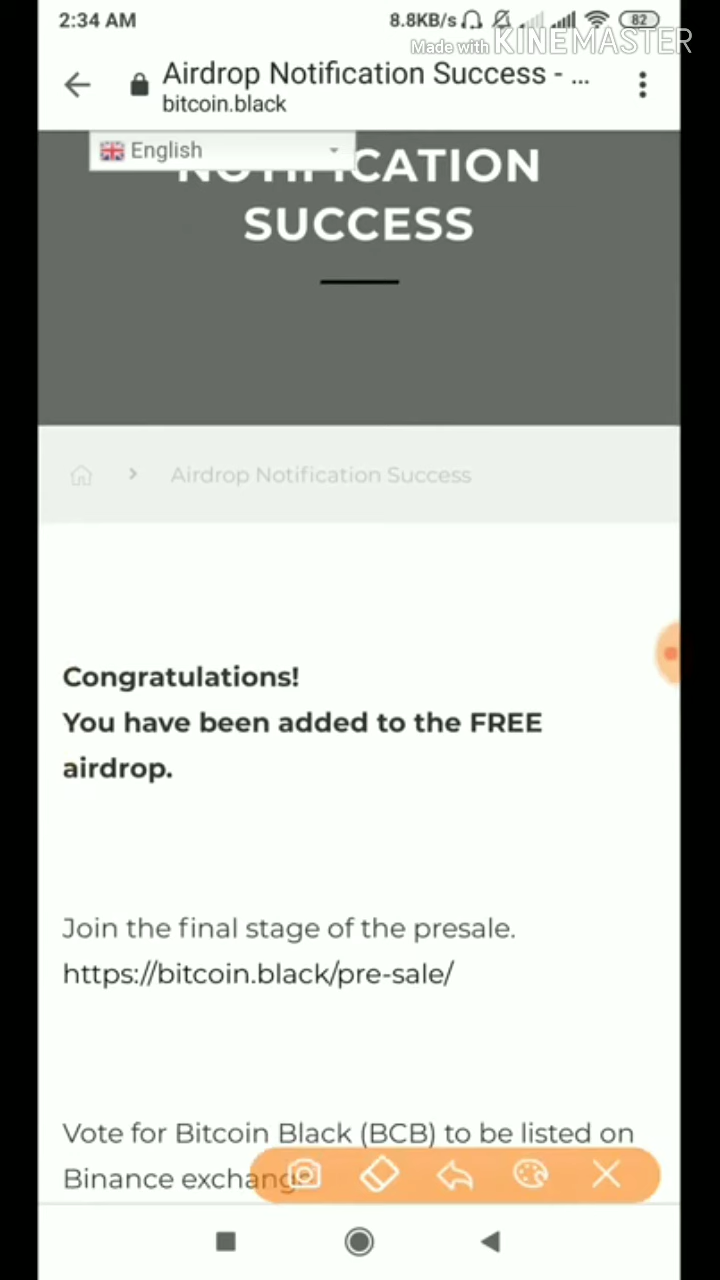 2:34 AM
8.8KB/s
82
Made with KINEMASTER
Airdrop Notification Success - ...
bitcoin.black
English
NOTIFICATION
SUCCESS
Airdrop Notification Success
Congratulations!
You have been added to the FREE
airdrop.
Join the final stage of the presale.
https://bitcoin.black/pre-sale/
Vote for Bitcoin Black (BCB) to be listed on
Binance exchange